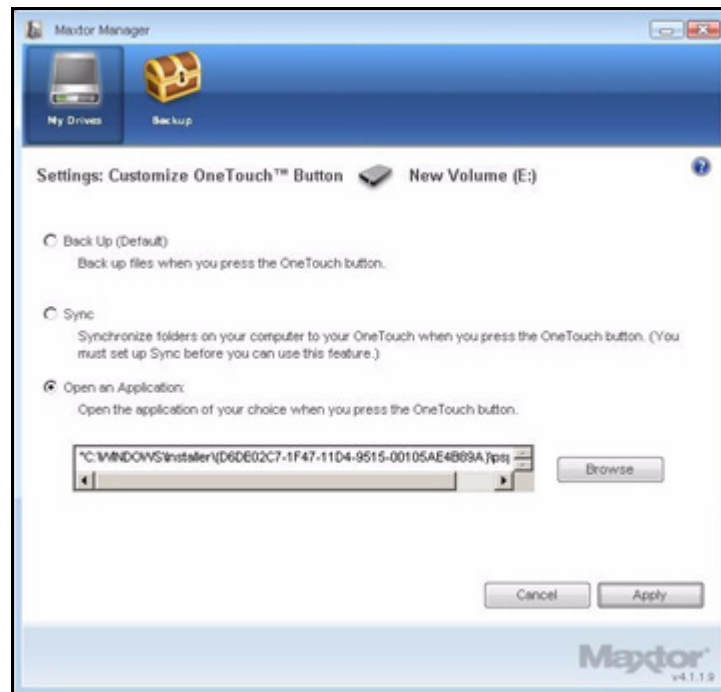 Maxtor Manager
My Drives
Backup
Settings: Customize OneTouch™ Button
New Volume (E:)
Back Up (Default)
Back up files when you press the OneTouch button.
Sync
Synchronize folders on your computer to your OneTouch when you press the OneTouch button. (You
must set up Sync before you can use this feature.)
Open an Application:
Open the application of your choice when you press the OneTouch button.
"C:\WINDOWS\Installer\{D6DE02C7-1F47-11D4-9515-00105AE4B89A}\psp
Browse
Cancel
Apply
Maxtor
v4.1.1.9